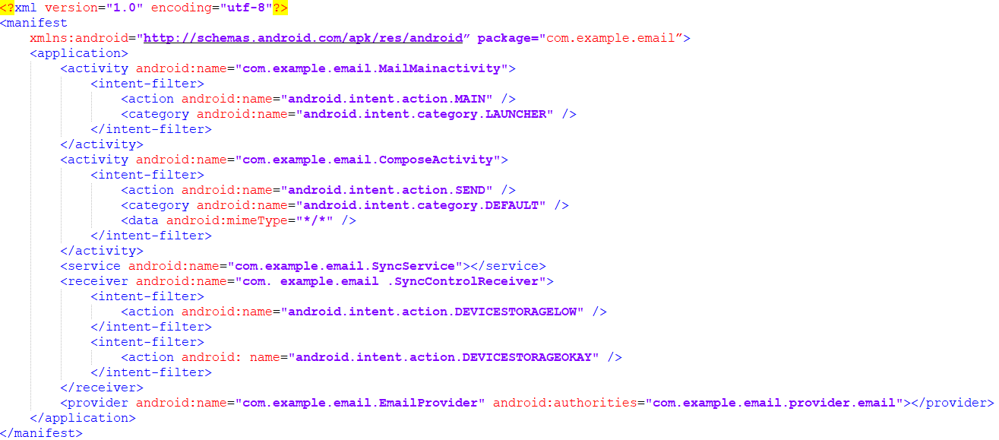 <?xml version="1.0" encoding="utf-8"?>
<manifest
xmlns:android="http://schemas.android.com/apk/res/android” package="com.example.email”>
<application>
<activity android:name="com.example.email.MailMainactivity">
<intent-filter>
<action android:name="android.intent.action.MAIN" />
<category android:name="android.intent.category.LAUNCHER" />
</intent-filter>
</activity>
<activity android:name="com.example.email.ComposeActivity">
<intent-filter>
<action android:name="android.intent.action.SEND" />
<category android:name="android.intent.category.DEFAULT" />
<data android:mimeType="*/*" />
</intent-filter>
</activity>
<service android:name="com.example.email.SyncService"></service>
<receiver android:name="com. example.email .SyncControlReceiver">
<intent-filter>
<action android:name="android.intent.action.DEVICESTORAGELOW" />
</intent-filter>
<intent-filter>
<action android: name="android.intent.action.DEVICESTORAGEOKAY" />
</intent-filter>
</receiver>
<provider android:name="com.example.email.EmailProvider" android:authorities="com.example.email.provider.email"></provider>
</application>
</manifest>